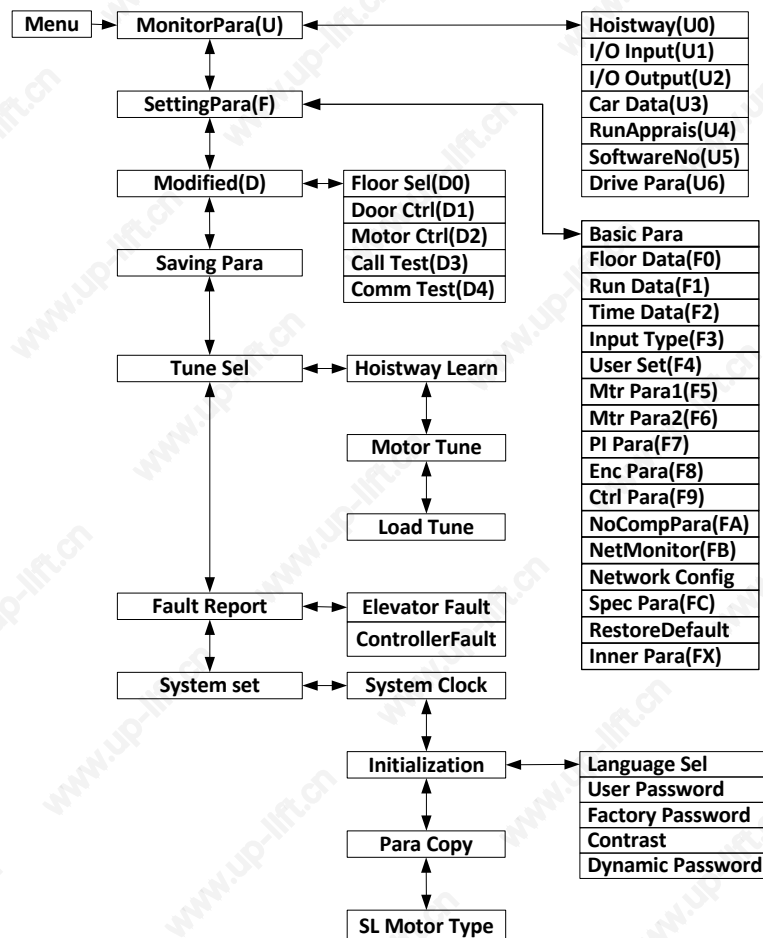 Menu
MonitorPara(U)
Hoistway(U0)
I/O Input(U1)
I/O Output(U2)
Car Data(U3)
RunApprais(U4)
SoftwareNo(U5)
Drive Para(U6)
SettingPara(F)
Basic Para
Floor Data(F0)
Run Data(F1)
Time Data(F2)
Input Type(F3)
User Set(F4)
Mtr Para1(F5)
Mtr Para2(F6)
PI Para(F7)
Enc Para(F8)
Ctrl Para(F9)
NoCompPara(FA)
NetMonitor(FB)
Network Config
Spec Para(FC)
RestoreDefault
Inner Para(FX)
Modified(D)
Floor Sel(D0)
Door Ctrl(D1)
Motor Ctrl(D2)
Call Test(D3)
Comm Test(D4)
Saving Para
Tune Sel
Hoistway Learn
Motor Tune
Load Tune
Fault Report
Elevator Fault
ControllerFault
System set
System Clock
Initialization
Language Sel
User Password
Factory Password
Contrast
Dynamic Password
Para Copy
SL Motor Type
www.up-lift.cn